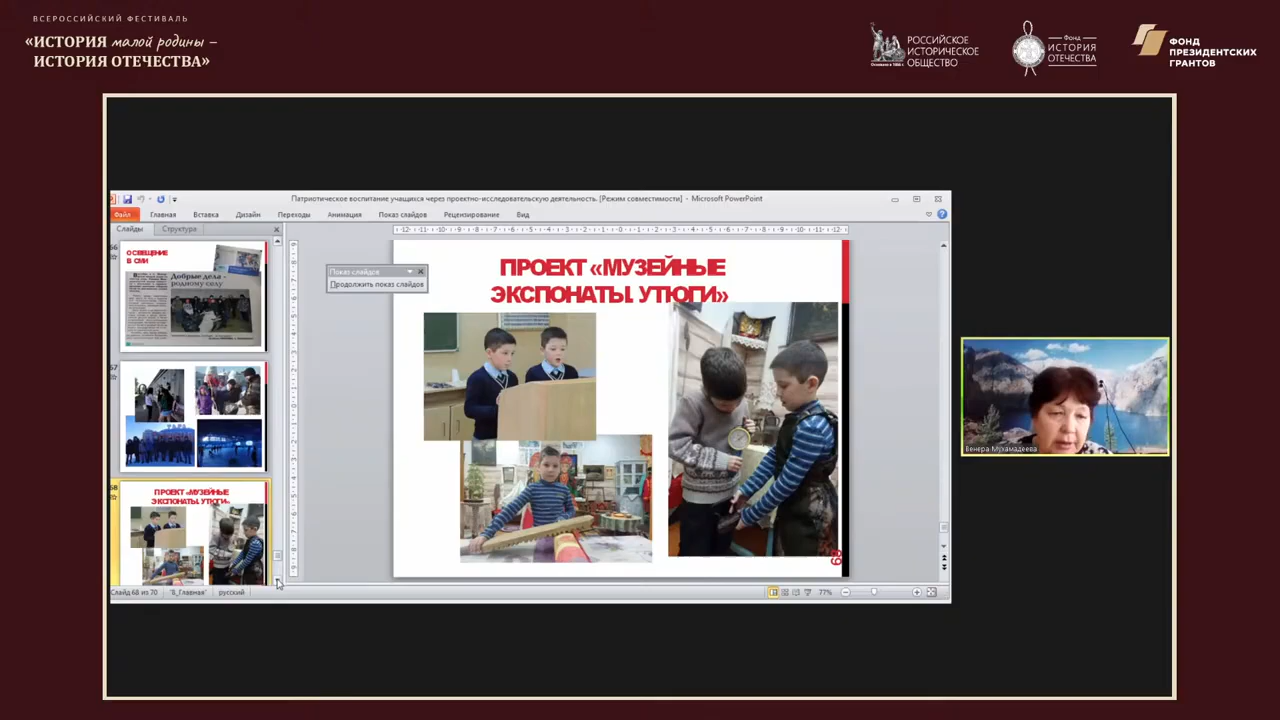 ВСЕРОССИЙСКИЙ ФЕСТИВАЛЬ
«ИСТОРИЯ малой родины –
ИСТОРИЯ ОТЕЧЕСТВА»
РОССИЙСКОЕ
ИСТОРИЧЕСКОЕ
ОБЩЕСТВО
Фонд
ИСТОРИЯ
ОТЕЧЕСТВА
ФОНД
ПРЕЗИДЕНТСКИХ
ГРАНТОВ
Патриотическое воспитание учащихся через проектно-исследовательскую деятельность. [Режим совместимости] - Microsoft PowerPoint
Файл Главная Вставка Дизайн Переходы Анимация Показ слайдов Рецензирование Вид
Слайды Структура
ОСВЕЩЕНИЕ
В СМИ
Добрые дела -
родному селу
67
68
ПРОЕКТ «МУЗЕЙНЫЕ
ЭКСПОНАТЫ. УТЮГИ»
Показ слайдов
Продолжить показ слайдов
ПРОЕКТ «МУЗЕЙНЫЕ
ЭКСПОНАТЫ. УТЮГИ»
68
Венера Мухамадеева
Слайд 68 из 70 "8_Главная" русский 77%